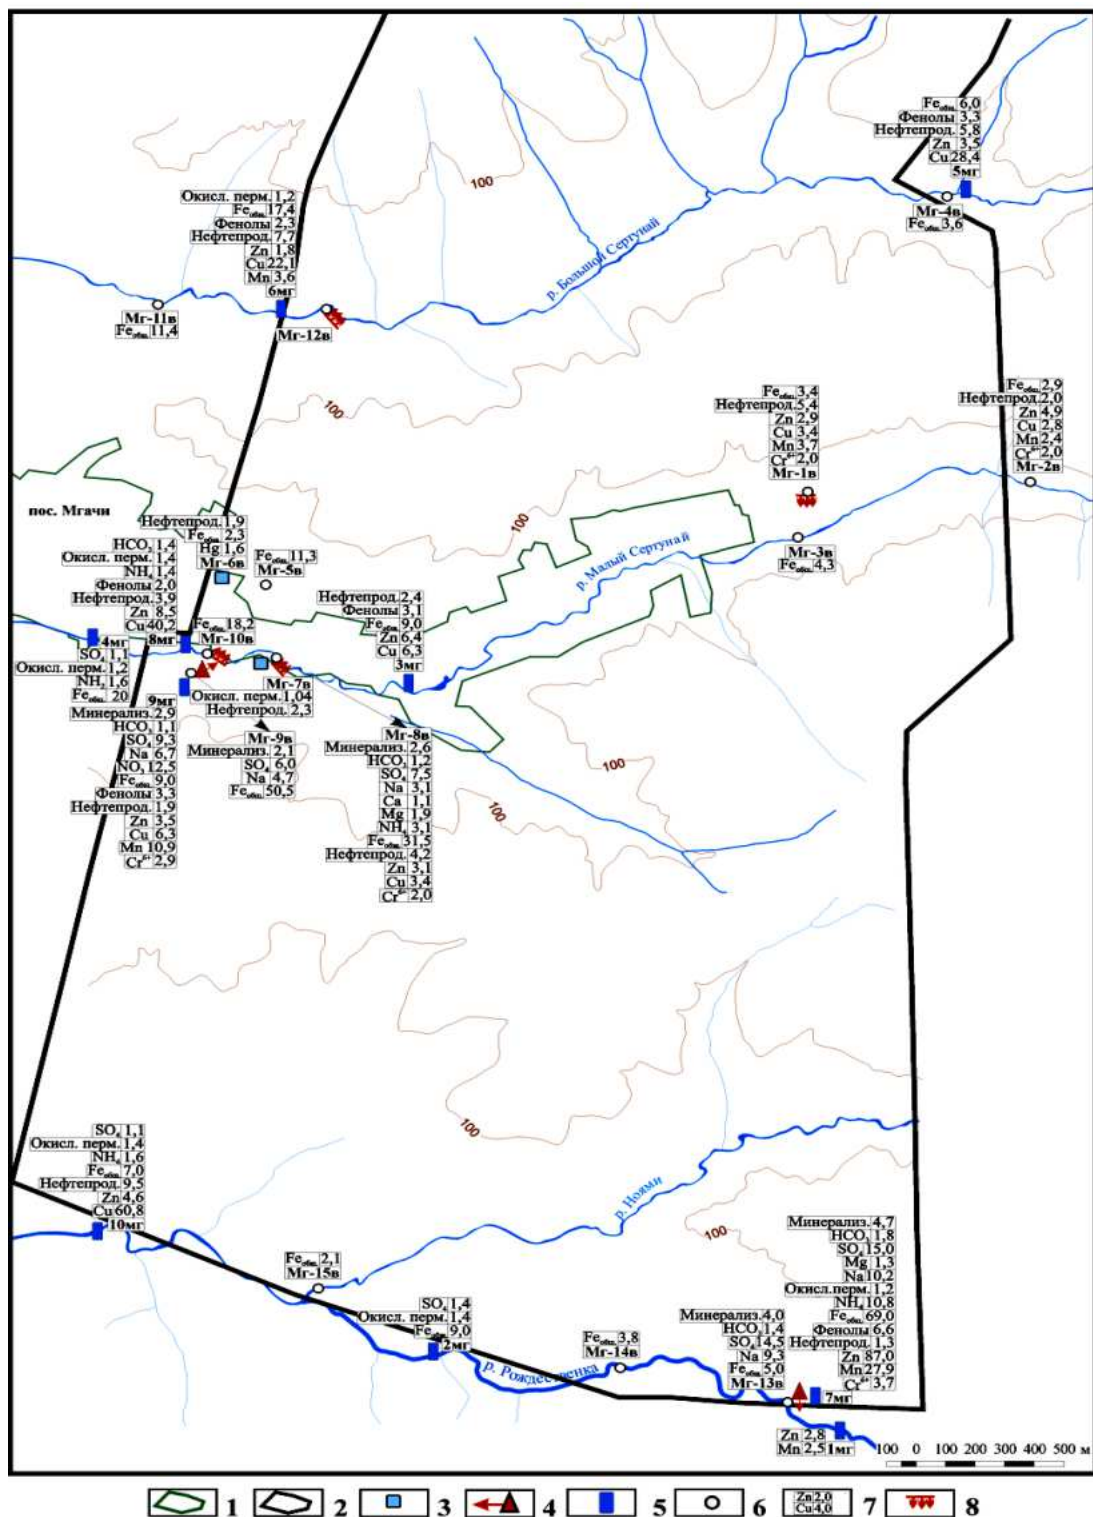 Fe общ. 6,0
Фенолы 3,3
Нефтепрод. 5,8
Zn 3,5
Cu 28,4
5мг
100
Мг-4в
Fe общ. 3,6
Окисл. перм. 1,2
Fe общ. 17,4
Фенолы 2,3
Нефтепрод. 7,7
Zn 1,8
Cu 22,1
Mn 3,6
6мг
р. Большой Сертунай
Мг-11в
Fe общ. 11,4
Мг-12в
100
Fe общ. 3,4
Нефтепрод. 5,4
Zn 2,9
Cu 3,4
Mn 3,7
Cr⁶⁺ 2,0
Мг-1в
Fe общ. 2,9
Нефтепрод. 2,0
Zn 4,9
Cu 2,8
Mn 2,4
Cr⁶⁺ 2,0
Мг-2в
пос. Мгачи
100
Нефтепрод. 1,9
Fe общ. 2,3
Hg 1,6
Мг-6в
Fe общ. 11,3
Мг-5в
р. Малый Сертунай
Мг-3в
Fe общ. 4,3
HCO₃ 1,4
Окисл. перм. 1,4
NH₄ 1,4
Фенолы 2,0
Нефтепрод. 3,9
Zn 8,5
Cu 40,2
8мг
Fe общ. 18,2
Мг-10в
Нефтепрод. 2,4
Фенолы 3,1
Fe общ. 9,0
Zn 6,4
Cu 6,3
3мг
4мг
SO₄ 1,1
Окисл. перм. 1,2
NH₃ 1,6
Fe общ. 20
Мг-7в
Окисл. перм. 1,04
Нефтепрод. 2,3
9мг
Минерализ. 2,9
HCO₃ 1,1
SO₄ 9,3
Na 6,7
NO₃ 12,5
Fe общ. 9,0
Фенолы 3,3
Нефтепрод. 1,9
Zn 3,5
Cu 6,3
Mn 10,9
Cr⁶⁺ 2,9
Мг-9в
Минерализ. 2,1
SO₄ 6,0
Na 4,7
Fe общ. 50,5
Мг-8в
Минерализ. 2,6
HCO₃ 1,2
SO₄ 7,5
Na 3,1
Ca 1,1
Mg 1,9
NH₄ 3,1
Fe общ. 31,5
Нефтепрод. 4,2
Zn 3,1
Cu 3,4
Cr⁶⁺ 2,0
100
100
100
SO₄ 1,1
Окисл. перм. 1,4
NH₄ 1,6
Fe общ. 7,0
Нефтепрод. 9,5
Zn 4,6
Cu 60,8
10мг
р. Ноями
100
Fe общ. 2,1
Мг-15в
SO₄ 1,4
Окисл. перм. 1,4
Fe общ. 9,0
2мг
р. Рождественка
Fe общ. 3,8
Мг-14в
Минерализ. 4,0
HCO₃ 1,4
SO₄ 14,5
Na 9,3
Fe общ. 5,0
Мг-13в
Минерализ. 4,7
HCO₃ 1,8
SO₄ 15,0
Mg 1,3
Na 10,2
Окисл.перм. 1,2
NH₄ 10,8
Fe общ. 69,0
Фенолы 6,6
Нефтепрод. 1,3
Zn 87,0
Mn 27,9
Cr⁶⁺ 3,7
7мг
Zn 2,8
Mn 2,5 1мг
100 0 100 200 300 400 500 м
1 2 3 4 5 6 Zn 2,0 7 8
Cu 4,0